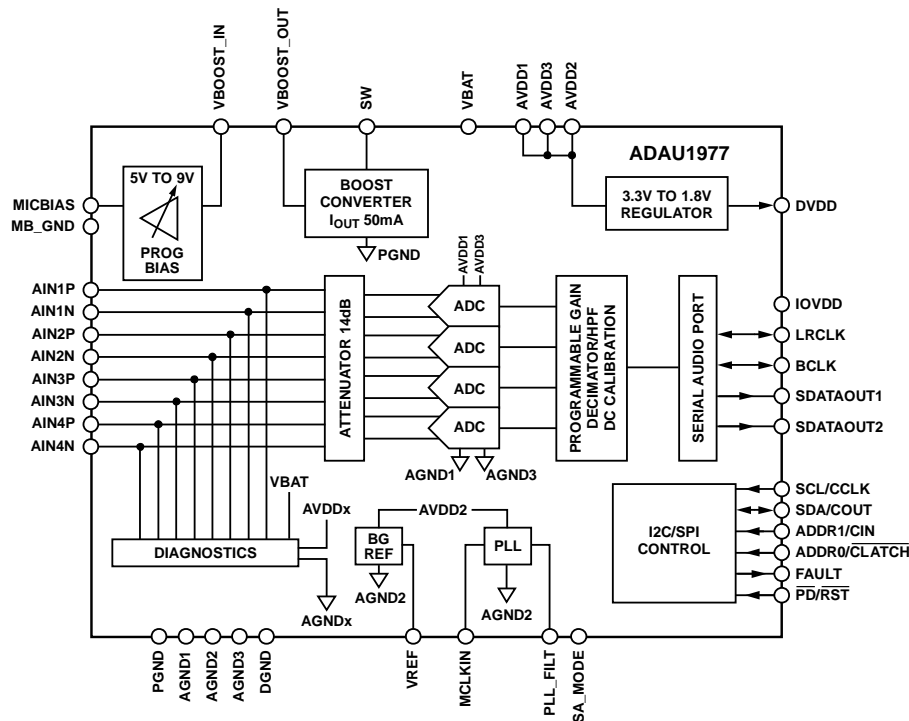 VBOOST_IN
VBOOST_OUT
SW
VBAT
AVDD1
AVDD3
AVDD2
ADAU1977
5V TO 9V
PROG
BIAS
BOOST
CONVERTER
IOUT 50mA
PGND
3.3V TO 1.8V
REGULATOR
MICBIAS
MB_GND
AIN1P
AIN1N
AIN2P
AIN2N
AIN3P
AIN3N
AIN4P
AIN4N
ATTENUATOR 14dB
AVDD1
AVDD3
ADC
ADC
ADC
ADC
AGND1
AGND3
PROGRAMMABLE GAIN
DECIMATOR/HPF
DC CALIBRATION
SERIAL AUDIO PORT
DVDD
IOVDD
LRCLK
BCLK
SDATAOUT1
SDATAOUT2
VBAT
AVDDx
DIAGNOSTICS
AGNDx
AVDD2
BG
REF
AGND2
PLL
AGND2
I2C/SPI
CONTROL
SCL/CCLK
SDA/COUT
ADDR1/CIN
ADDR0/CLATCH
FAULT
PD/RST
PGND
AGND1
AGND2
AGND3
DGND
VREF
MCLKIN
PLL_FILT
SA_MODE